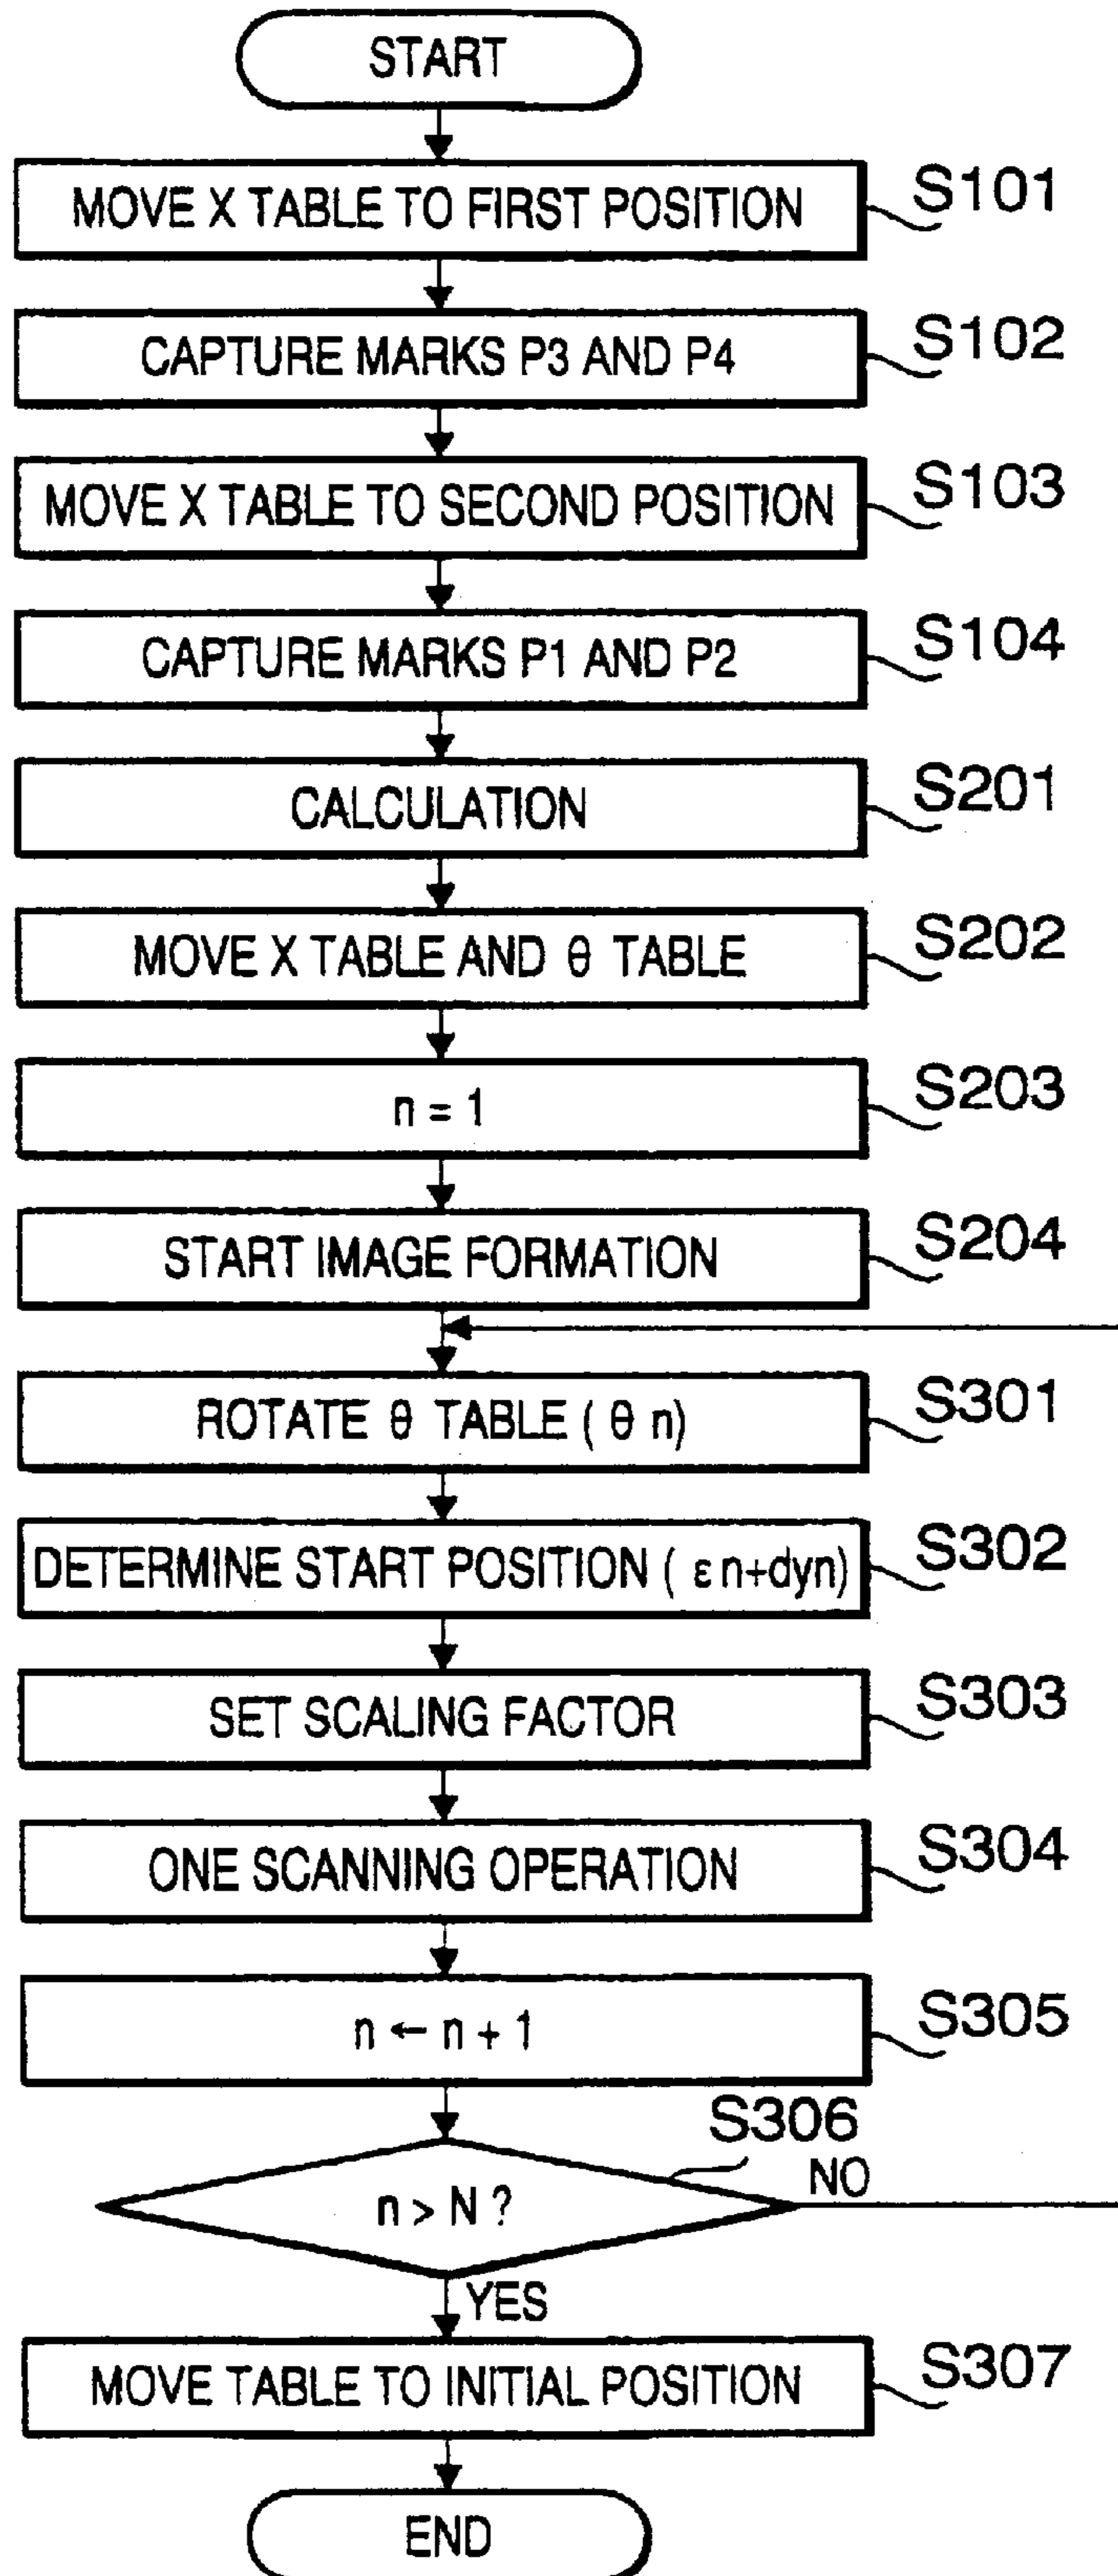 START
MOVE X TABLE TO FIRST POSITION
S101
CAPTURE MARKS P3 AND P4
S102
MOVE X TABLE TO SECOND POSITION
S103
CAPTURE MARKS P1 AND P2
S104
CALCULATION
S201
MOVE X TABLE AND θ TABLE
S202
n = 1
S203
START IMAGE FORMATION
S204
ROTATE θ TABLE ( θ n)
S301
DETERMINE START POSITION ( ε n+dyn)
S302
SET SCALING FACTOR
S303
ONE SCANNING OPERATION
S304
n ← n + 1
S305
S306
n > N ?
NO
YES
MOVE TABLE TO INITIAL POSITION
S307
END